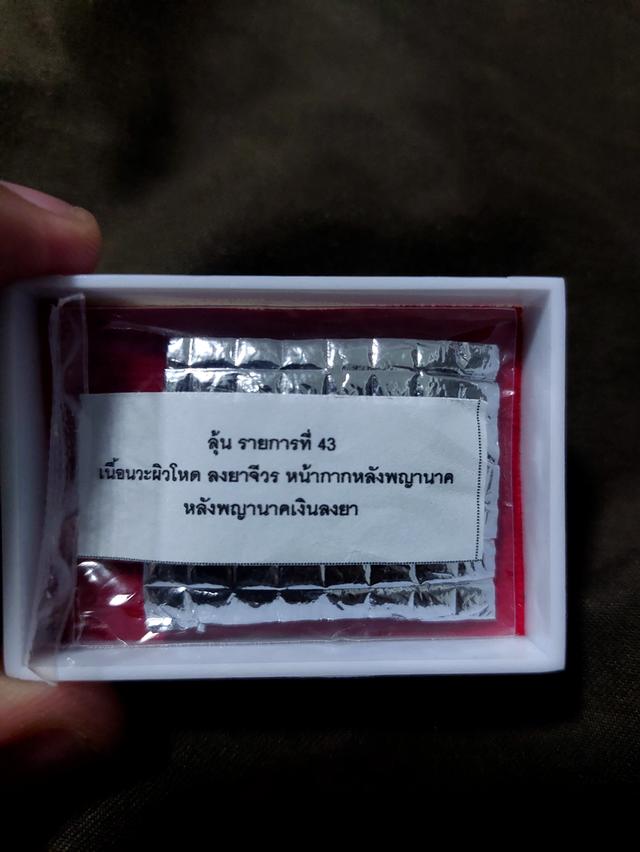 ลุ้น รายการที่ 43
เนื้อนวะผิวโหด ลงยาจีวร หน้ากากหลังพญานาค
หลังพญานาคเงินลงยา